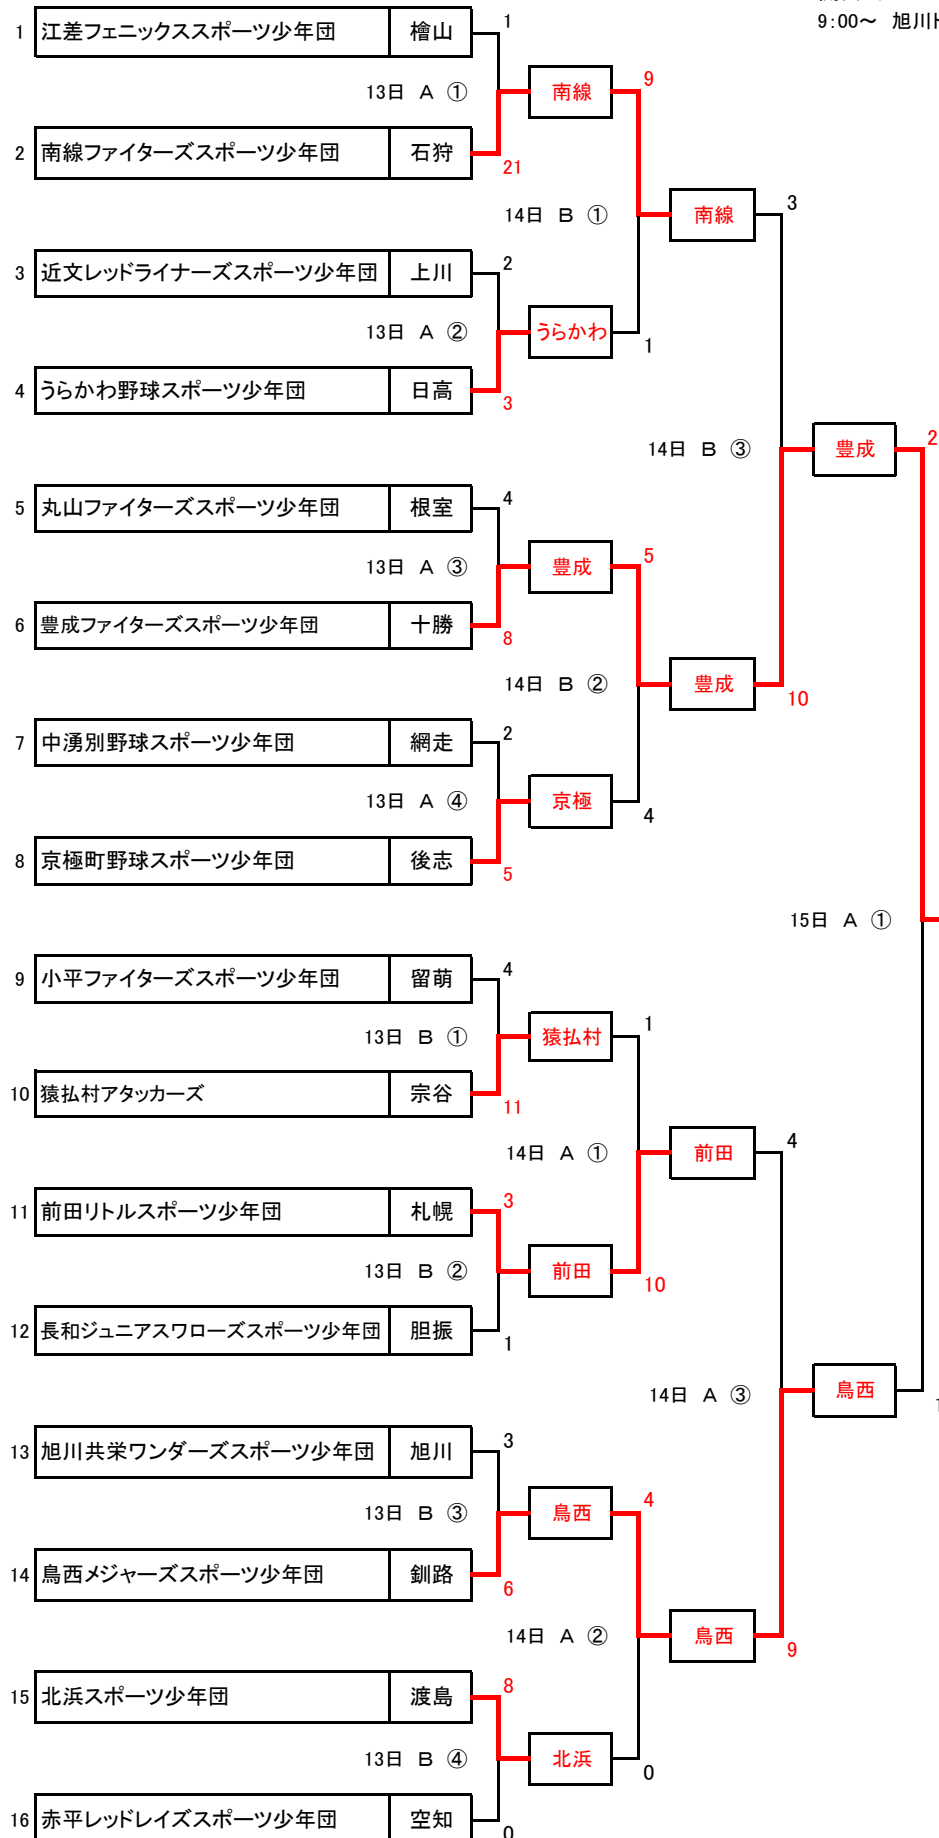 9:00～ 旭川
1 江差フェニックススポーツ少年団 檜山 1
13日 A ① 南線 9
2 南線ファイターズスポーツ少年団 石狩 21
14日 B ① 南線 3
3 近文レッドライナーズスポーツ少年団 上川 2
13日 A ② うらかわ 1
4 うらかわ野球スポーツ少年団 日高 3
14日 B ③ 豊成 2
5 丸山ファイターズスポーツ少年団 根室 4
13日 A ③ 豊成 5
6 豊成ファイターズスポーツ少年団 十勝 8
14日 B ② 豊成 10
7 中湧別野球スポーツ少年団 網走 2
13日 A ④ 京極 4
8 京極町野球スポーツ少年団 後志 5
15日 A ①
9 小平ファイターズスポーツ少年団 留萌 4
13日 B ① 猿払村 1
10 猿払村アタッカーズ 宗谷 11
14日 A ① 前田 4
11 前田リトルスポーツ少年団 札幌 3
13日 B ② 前田 10
12 長和ジュニアスワローズスポーツ少年団 胆振 1
14日 A ③ 鳥西 1
13 旭川共栄ワンダーズスポーツ少年団 旭川 3
13日 B ③ 鳥西 4
14 鳥西メジャーズスポーツ少年団 釧路 6
14日 A ② 鳥西 9
15 北浜スポーツ少年団 渡島 8
13日 B ④ 北浜 0
16 赤平レッドレイズスポーツ少年団 空知 0